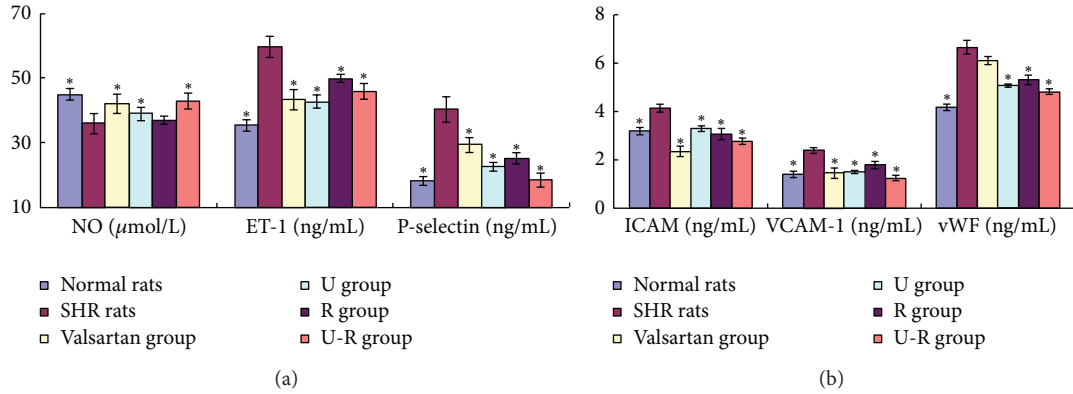 70
50
30
10
* * * *
* * * * *
* * * * *
NO (μmol/L) ET-1 (ng/mL) P-selectin (ng/mL)
Normal rats
SHR rats
Valsartan group
U group
R group
U-R group
(a)
8
6
4
2
0
* * * * *
* * * * *
* * * *
ICAM (ng/mL) VCAM-1 (ng/mL) vWF (ng/mL)
Normal rats
SHR rats
Valsartan group
U group
R group
U-R group
(b)